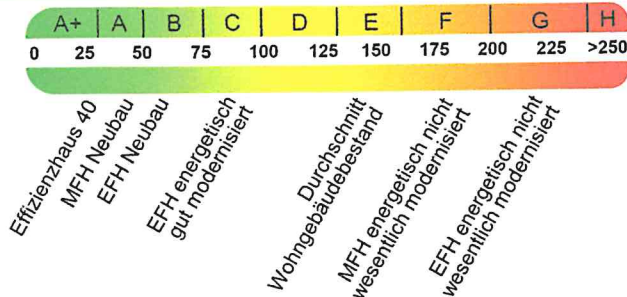 A+ A B C D E F G H
0 25 50 75 100 125 150 175 200 225 >250
Effizienzhaus 40
MFH Neubau
EFH Neubau
EFH energetisch
gut modernisiert
Durchschnitt
Wohngebäudebestand
MFH energetisch nicht
wesentlich modernisiert
EFH energetisch nicht
wesentlich modernisiert